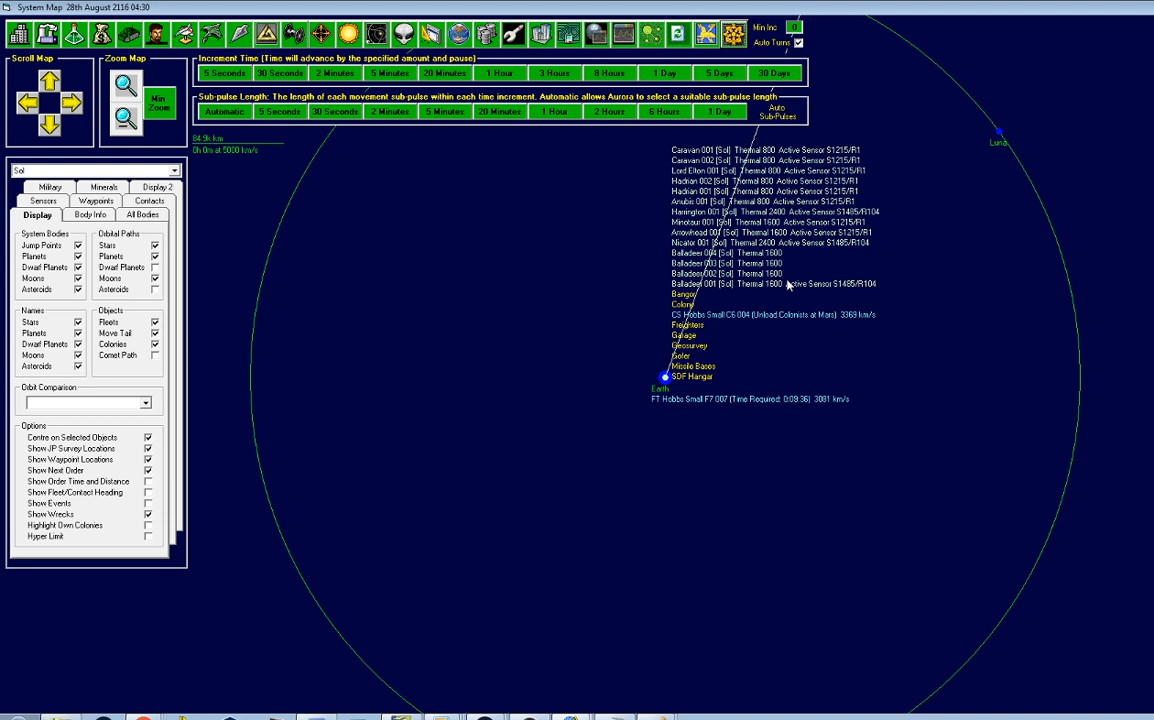 System Map  28th August 2116 04:30
Min Inc 0
Auto Turns
Scroll Map
Zoom Map
Min Zoom
Increment Time (Time will advance by the specified amount and pause)
5 Seconds 30 Seconds 2 Minutes 5 Minutes 20 Minutes 1 Hour 3 Hours 8 Hours 1 Day 5 Days 30 Days
Sub-pulse Length: The length of each movement sub-pulse within each time increment. Automatic allows Aurora to select a suitable sub-pulse length
Automatic 5 Seconds 30 Seconds 2 Minutes 5 Minutes 20 Minutes 1 Hour 2 Hours 6 Hours 1 Day
Auto Sub-Pulses
84.9k km
0h 0m at 5000 km/s
Sol
Military Minerals Display 2
Sensors Waypoints Contacts
Display Body Info All Bodies
System Bodies
Jump Points
Planets
Dwarf Planets
Moons
Asteroids
Orbital Paths
Stars
Planets
Dwarf Planets
Moons
Asteroids
Names
Stars
Planets
Dwarf Planets
Moons
Asteroids
Objects
Fleets
Move Tail
Colonies
Comet Path
Orbit Comparison
Options
Centre on Selected Objects
Show JP Survey Locations
Show Waypoint Locations
Show Next Order
Show Order Time and Distance
Show Fleet/Contact Heading
Show Events
Show Wrecks
Highlight Own Colonies
Hyper Limit
Luna
Caravan 001 [Sol]  Thermal 800  Active Sensor S1215/R1
Caravan 002 [Sol]  Thermal 800  Active Sensor S1215/R1
Lord Elton 001 [Sol]  Thermal 800  Active Sensor S1215/R1
Hadrian 002 [Sol]  Thermal 800  Active Sensor S1215/R1
Hadrian 001 [Sol]  Thermal 800  Active Sensor S1215/R1
Anubis 001 [Sol]  Thermal 800  Active Sensor S1215/R1
Harrington 001 [Sol]  Thermal 2400  Active Sensor S1485/R104
Minotaur 001 [Sol]  Thermal 1600  Active Sensor S1215/R1
Arrowhead 001 [Sol]  Thermal 1600  Active Sensor S1215/R1
Nicator 001 [Sol]  Thermal 2400  Active Sensor S1485/R104
Balladeer 004 [Sol]  Thermal 1600
Balladeer 003 [Sol]  Thermal 1600
Balladeer 002 [Sol]  Thermal 1600
Balladeer 001 [Sol]  Thermal 1600  Active Sensor S1485/R104
Bangor
Colony
CS Hobbs Small C6 004 (Unload Colonists at Mars)  3369 km/s
Freighters
Garage
Geosurvey
Gofer
Missile Bases
SDF Hangar
Earth
FT Hobbs Small F7 007 (Time Required: 0:09:36)  3081 km/s